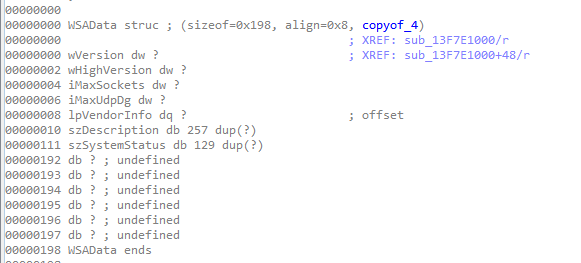 00000000
00000000 WSAData struc ; (sizeof=0x198, align=0x8, copyof_4)
00000000 ; XREF: sub_13F7E1000/r
00000000 wVersion dw ? ; XREF: sub_13F7E1000+48/r
00000002 wHighVersion dw ?
00000004 iMaxSockets dw ?
00000006 iMaxUdpDg dw ?
00000008 lpVendorInfo dq ? ; offset
00000010 szDescription db 257 dup(?)
00000111 szSystemStatus db 129 dup(?)
00000192 db ? ; undefined
00000193 db ? ; undefined
00000194 db ? ; undefined
00000195 db ? ; undefined
00000196 db ? ; undefined
00000197 db ? ; undefined
00000198 WSAData ends